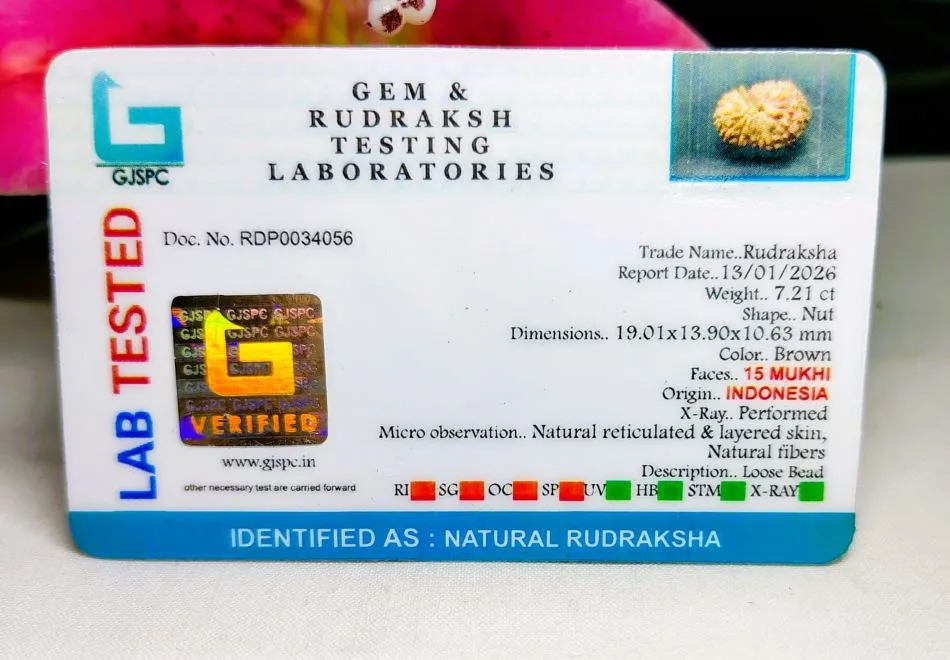 GJSPC
GEM &
RUDRAKSH
TESTING
LABORATORIES
LAB TESTED
Doc. No. RDP0034056
Trade Name..Rudraksha
Report Date..13/01/2026
Weight.. 7.21 ct
Shape.. Nut
Dimensions.. 19.01x13.90x10.63 mm
Color.. Brown
Faces.. 15 MUKHI
Origin.. INDONESIA
X-Ray.. Performed
Micro observation.. Natural reticulated & layered skin,
Natural fibers
Description.. Loose Bead
GJSPC GJSPC GJSPC
VERIFIED
www.gjspc.in
other necessary test are carried forward
RI SG OC SP UV HB STM X-RAY
IDENTIFIED AS : NATURAL RUDRAKSHA